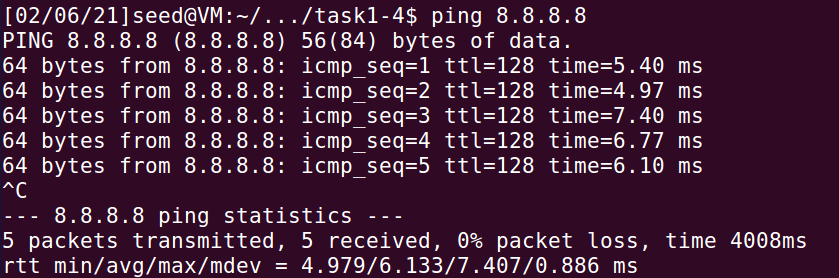 [02/06/21]seed@VM:~/.../task1-4$ ping 8.8.8.8
PING 8.8.8.8 (8.8.8.8) 56(84) bytes of data.
64 bytes from 8.8.8.8: icmp_seq=1 ttl=128 time=5.40 ms
64 bytes from 8.8.8.8: icmp_seq=2 ttl=128 time=4.97 ms
64 bytes from 8.8.8.8: icmp_seq=3 ttl=128 time=7.40 ms
64 bytes from 8.8.8.8: icmp_seq=4 ttl=128 time=6.77 ms
64 bytes from 8.8.8.8: icmp_seq=5 ttl=128 time=6.10 ms
^C
--- 8.8.8.8 ping statistics ---
5 packets transmitted, 5 received, 0% packet loss, time 4008ms
rtt min/avg/max/mdev = 4.979/6.133/7.407/0.886 ms